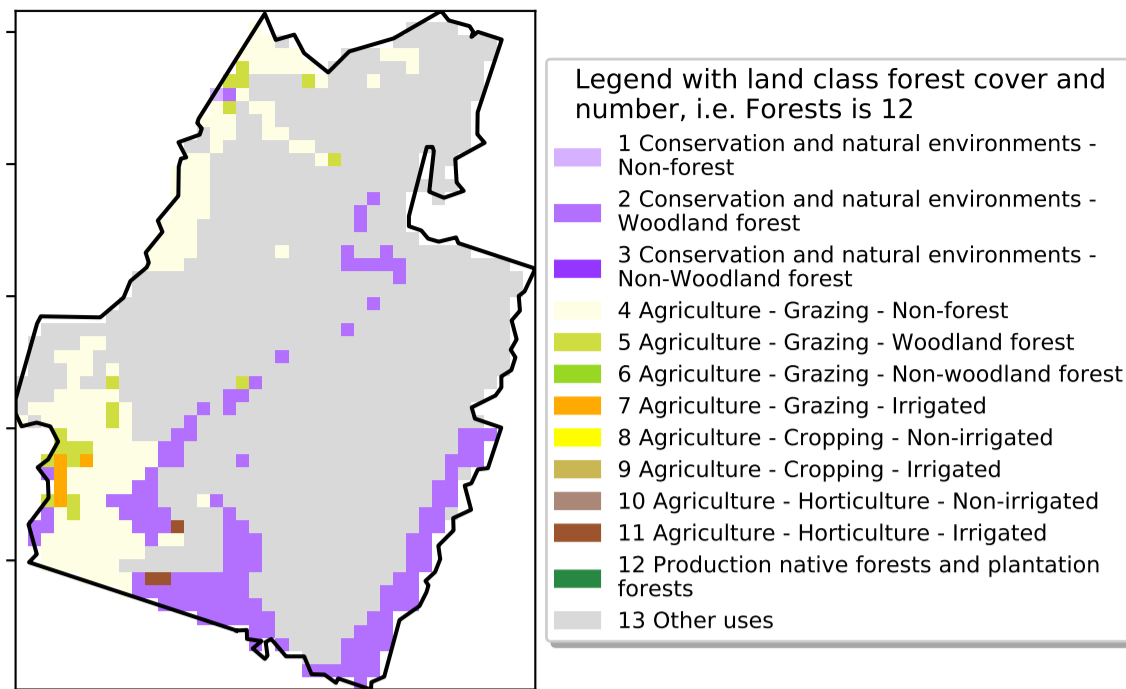 Legend with land class forest cover and
number, i.e. Forests is 12
1 Conservation and natural environments -
Non-forest
2 Conservation and natural environments -
Woodland forest
3 Conservation and natural environments -
Non-Woodland forest
4 Agriculture - Grazing - Non-forest
5 Agriculture - Grazing - Woodland forest
6 Agriculture - Grazing - Non-woodland forest
7 Agriculture - Grazing - Irrigated
8 Agriculture - Cropping - Non-irrigated
9 Agriculture - Cropping - Irrigated
10 Agriculture - Horticulture - Non-irrigated
11 Agriculture - Horticulture - Irrigated
12 Production native forests and plantation
forests
13 Other uses